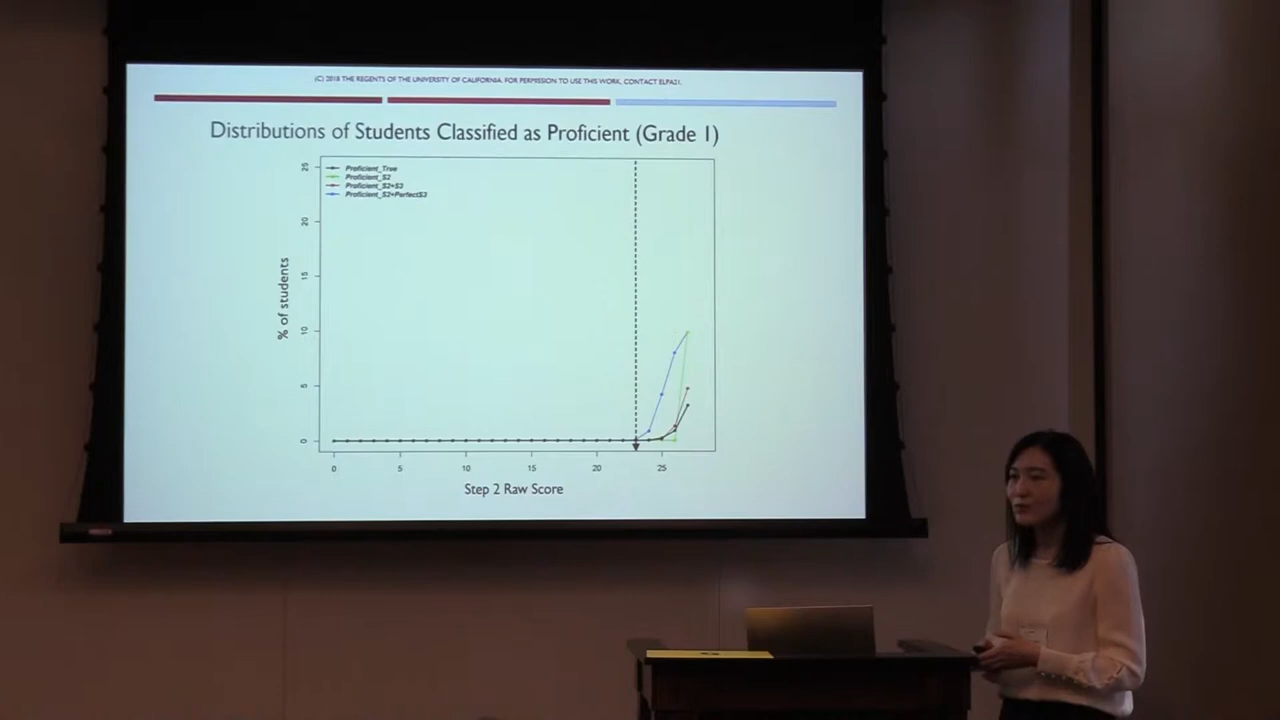 (C) 2018 THE REGENTS OF THE UNIVERSITY OF CALIFORNIA. FOR PERMISSION TO USE THIS WORK, CONTACT ELPA21.
Distributions of Students Classified as Proficient (Grade 1)
Proficient_True
Proficient_S2
Proficient_S2+S3
Proficient_S2+PerfectS3
25
20
15
10
5
0
% of students
0 5 10 15 20 25
Step 2 Raw Score